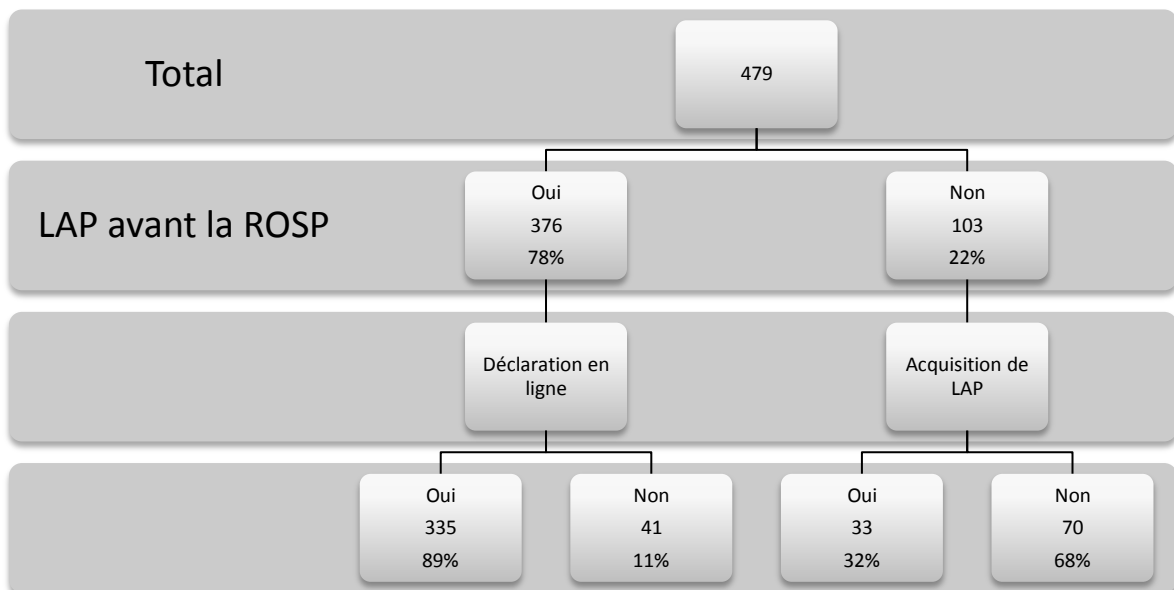 Total
479
LAP avant la ROSP
Oui
376
78%
Non
103
22%
Déclaration en
ligne
Acquisition de
LAP
Oui
335
89%
Non
41
11%
Oui
33
32%
Non
70
68%